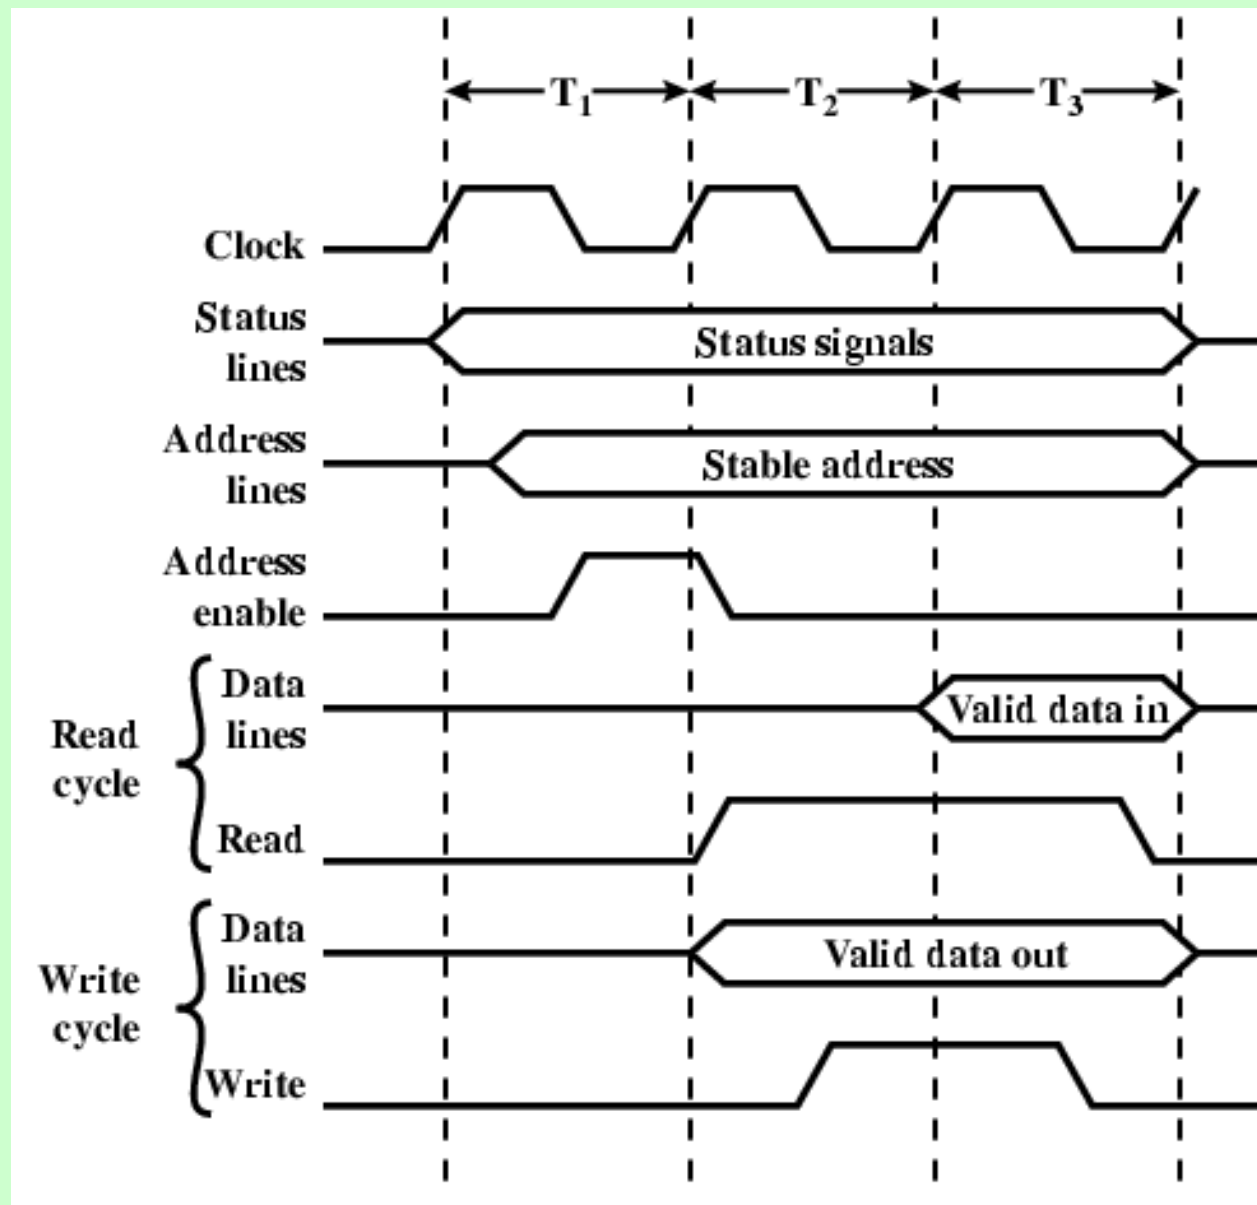 T1 T2 T3
Clock
Status
lines
Status signals
Address
lines
Stable address
Address
enable
Read
cycle
Data
lines
Valid data in
Read
Write
cycle
Data
lines
Valid data out
Write